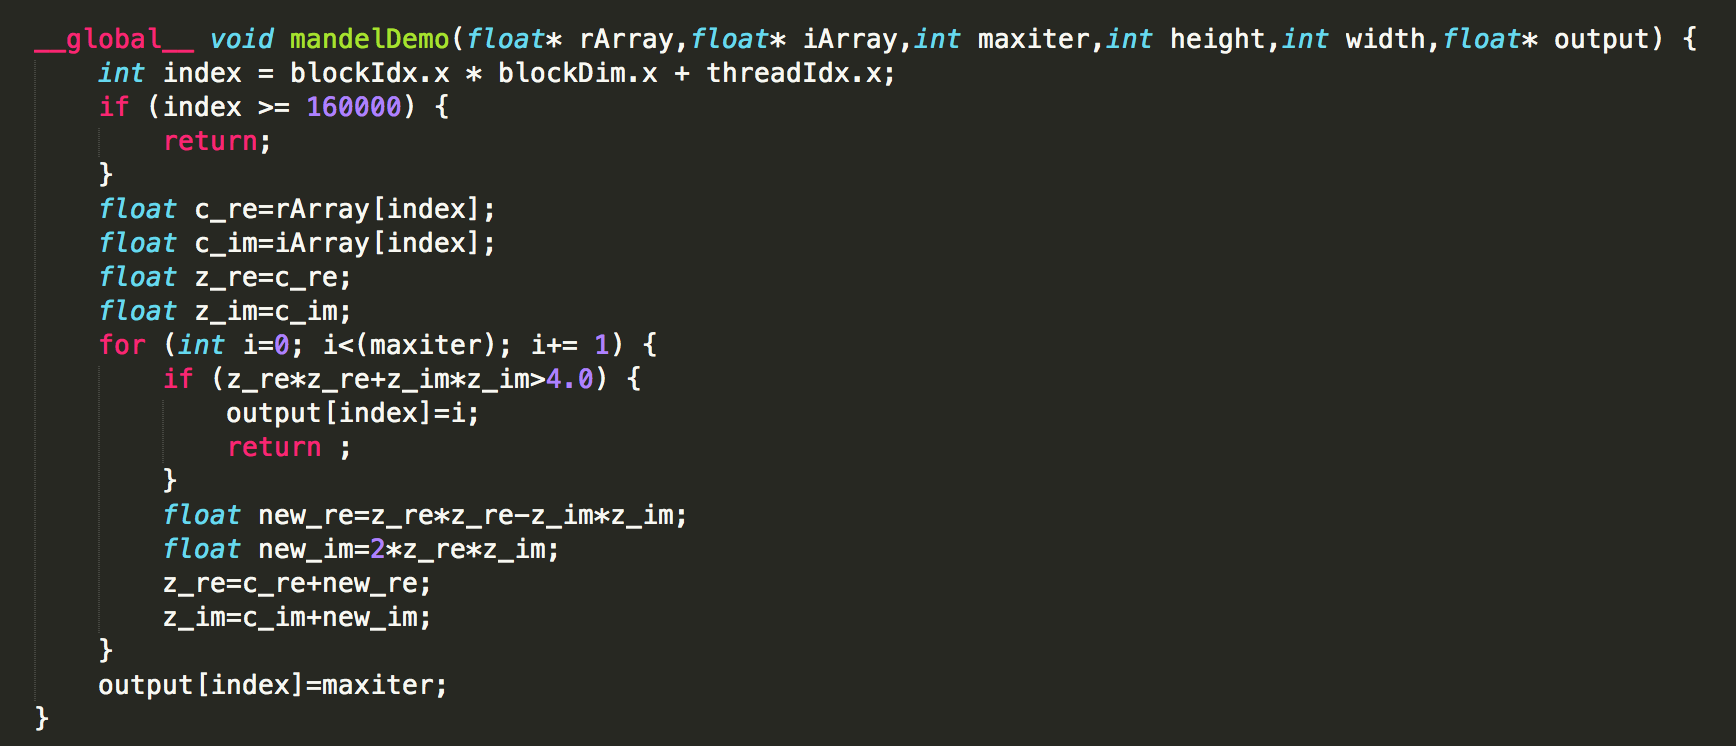 __global__ void mandelDemo(float* rArray,float* iArray,int maxiter,int height,int width,float* output) {
    int index = blockIdx.x * blockDim.x + threadIdx.x;
    if (index >= 160000) {
        return;
    }
    float c_re=rArray[index];
    float c_im=iArray[index];
    float z_re=c_re;
    float z_im=c_im;
    for (int i=0; i<(maxiter); i+= 1) {
        if (z_re*z_re+z_im*z_im>4.0) {
            output[index]=i;
            return ;
        }
        float new_re=z_re*z_re-z_im*z_im;
        float new_im=2*z_re*z_im;
        z_re=c_re+new_re;
        z_im=c_im+new_im;
    }
    output[index]=maxiter;
}